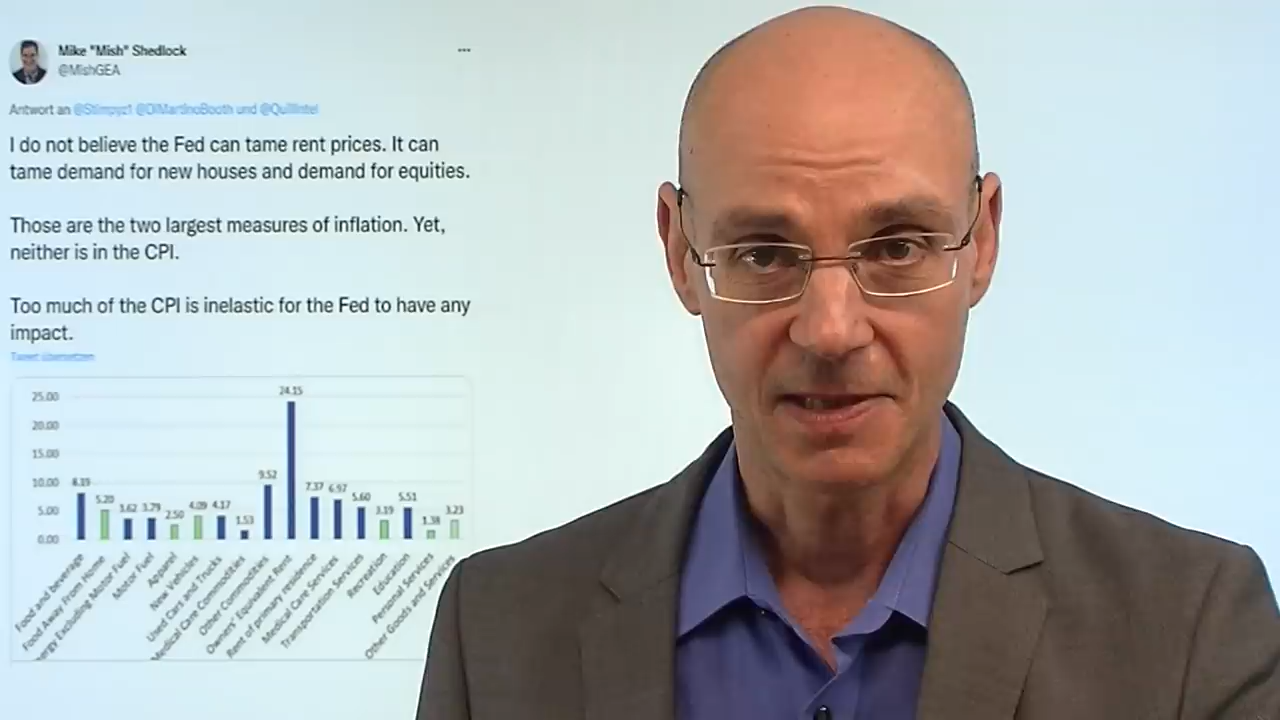 Mike "Mish" Shedlock
@MishGEA
Antwort an @Stimpyz1 @DiMartinoBooth und @QuillIntel
I do not believe the Fed can tame rent prices. It can
tame demand for new houses and demand for equities.
Those are the two largest measures of inflation. Yet,
neither is in the CPI.
Too much of the CPI is inelastic for the Fed to have any
impact.
Tweet übersetzen
25.00
20.00
15.00
10.00
5.00
0.00
8.19
5.20
3.62
3.79
2.50
4.09
4.17
1.53
9.52
24.15
7.37
6.97
5.60
3.19
5.51
1.38
3.23
Food and beverage
Food Away From Home
Excluding Motor Fuel
Motor Fuel
Apparel
New Vehicles
Used Cars and Trucks
Medical Care Commodities
Other Commodities
Owners' Equivalent Rent
Rent of primary residence
Medical Care Services
Transportation Services
Recreation
Education
Personal Services
Other Goods and Services